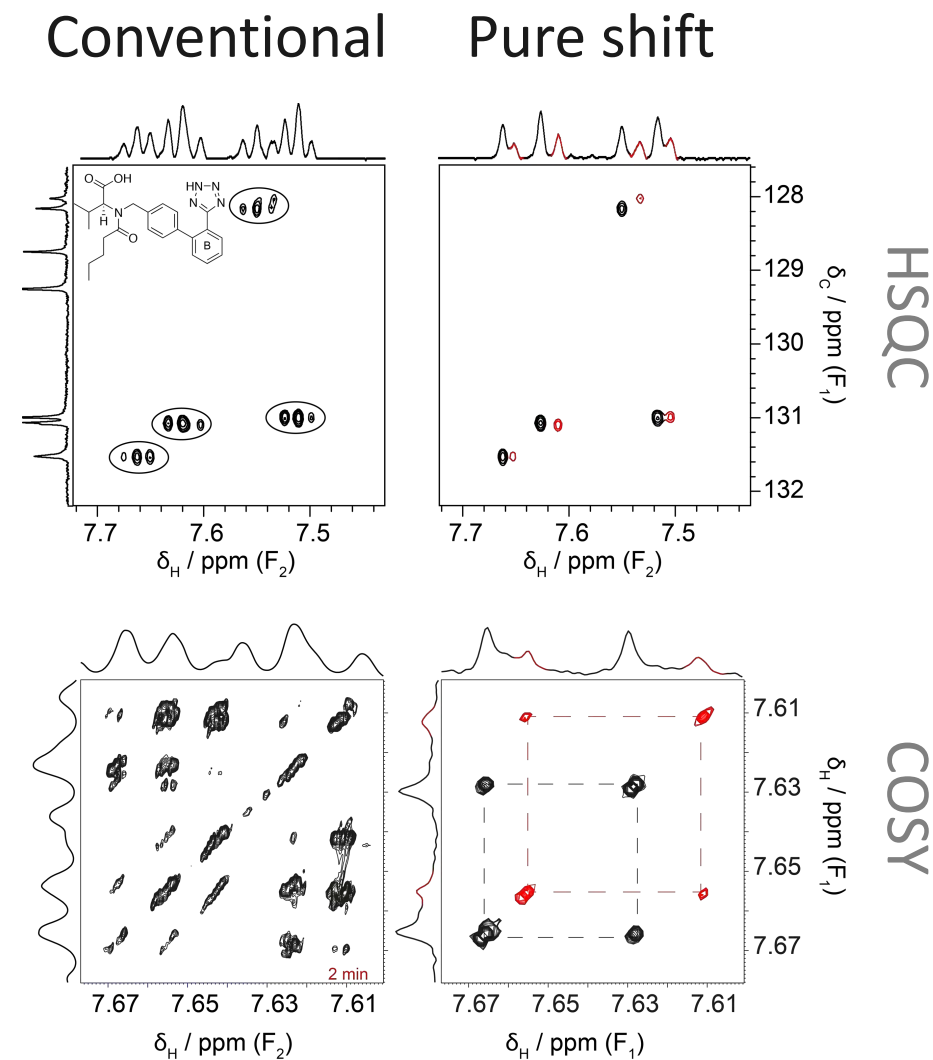 Conventional
Pure shift
O
OH
HN
N
N
N
N
H
O
B
7.7
7.6
7.5
δH / ppm (F2)
7.7
7.6
7.5
δH / ppm (F2)
128
129
130
131
132
δC / ppm (F1)
HSQC
2 min
7.67
7.65
7.63
7.61
δH / ppm (F2)
7.67
7.65
7.63
7.61
δH / ppm (F1)
7.61
7.63
7.65
7.67
δH / ppm (F1)
COSY